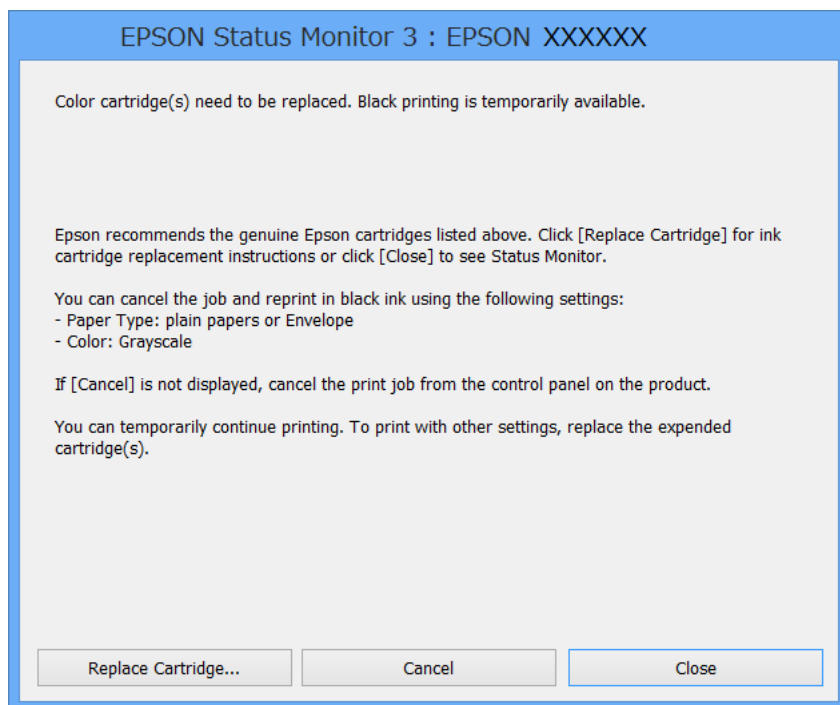 EPSON Status Monitor 3 : EPSON XXXXXX
Color cartridge(s) need to be replaced. Black printing is temporarily available.
Epson recommends the genuine Epson cartridges listed above. Click [Replace Cartridge] for ink
cartridge replacement instructions or click [Close] to see Status Monitor.
You can cancel the job and reprint in black ink using the following settings:
- Paper Type: plain papers or Envelope
- Color: Grayscale
If [Cancel] is not displayed, cancel the print job from the control panel on the product.
You can temporarily continue printing. To print with other settings, replace the expended
cartridge(s).
Replace Cartridge...
Cancel
Close